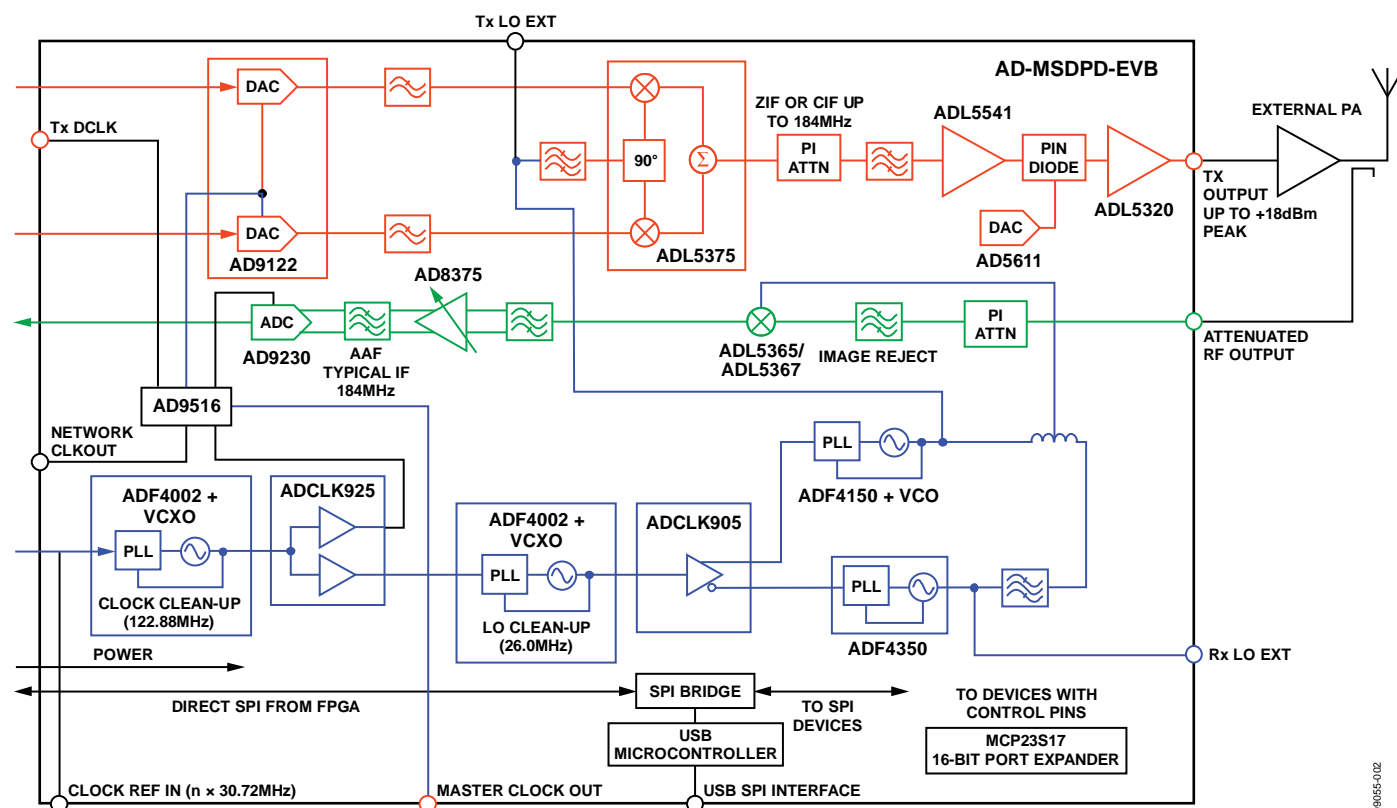 Tx LO EXT
AD-MSDPD-EVB
DAC
ZIF OR CIF UP
TO 184MHz
ADL5541
EXTERNAL PA
Tx DCLK
90°
Σ
PI
ATTN
PIN
DIODE
ADL5320
TX
OUTPUT
UP TO +18dBm
PEAK
DAC
AD9122
ADL5375
DAC
AD5611
AD8375
ADC
AD9230
AAF
TYPICAL IF
184MHz
ADL5365/
ADL5367
IMAGE REJECT
PI
ATTN
ATTENUATED
RF OUTPUT
AD9516
NETWORK
CLKOUT
PLL
ADF4150 + VCO
ADF4002 +
VCXO
PLL
CLOCK CLEAN-UP
(122.88MHz)
ADCLK925
ADF4002 +
VCXO
PLL
LO CLEAN-UP
(26.0MHz)
ADCLK905
PLL
ADF4350
POWER
Rx LO EXT
DIRECT SPI FROM FPGA
SPI BRIDGE
TO SPI
DEVICES
USB
MICROCONTROLLER
TO DEVICES WITH
CONTROL PINS
MCP23S17
16-BIT PORT EXPANDER
CLOCK REF IN (n × 30.72MHz)
MASTER CLOCK OUT
USB SPI INTERFACE
09055-002